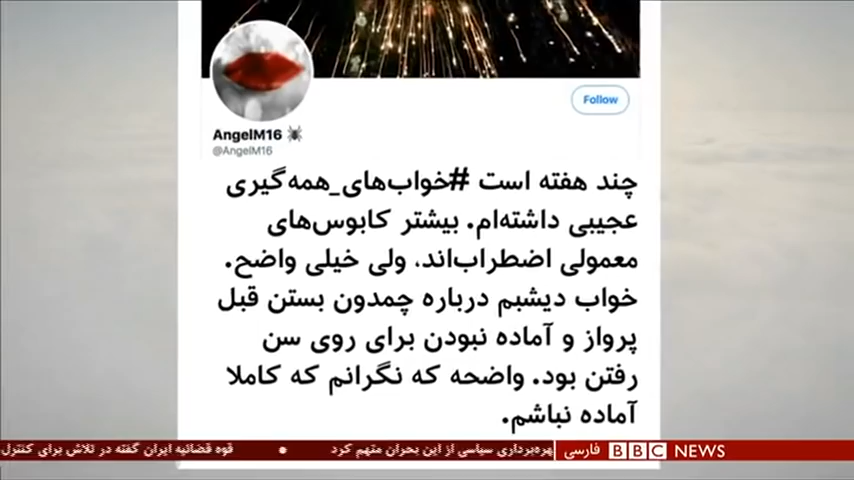 Follow
AngelM16
@AngelM16
چند هفته است #خواب‌های_همه‌گیری
عجیبی داشته‌ام. بیشتر کابوس‌های
معمولی اضطراب‌اند، ولی خیلی واضح.
خواب دیشبم درباره چمدون بستن قبل
پرواز و آماده نبودن برای روی سن
رفتن بود. واضحه که نگرانم که کاملا
آماده نباشم.
فارسی BBC NEWS
بهره‌برداری سیاسی از این بحران متهم کرد • قوه قضائیه ایران گفته در تلاش برای کنترل